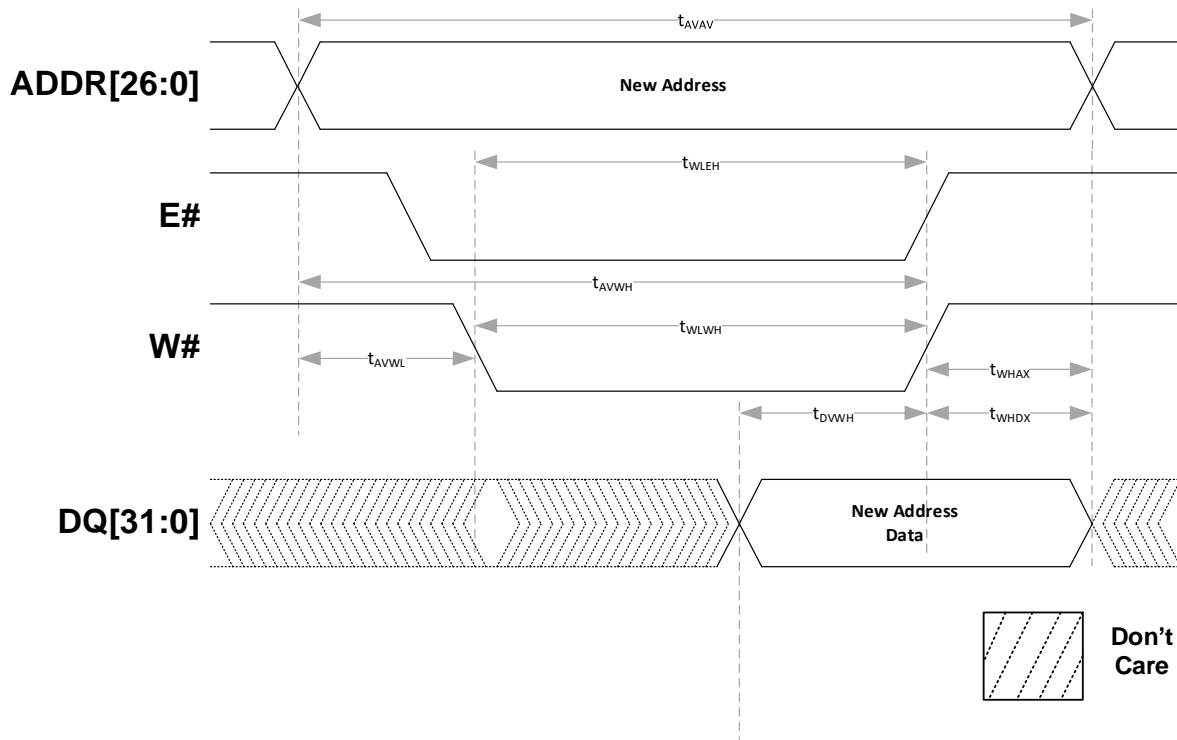 tAVAV
ADDR[26:0]
New Address
tWLEH
E#
tAVWH
W#
tWLWH
tAVWL
tWHAX
tDVWH
tWHDX
DQ[31:0]
New Address
Data
Don't
Care